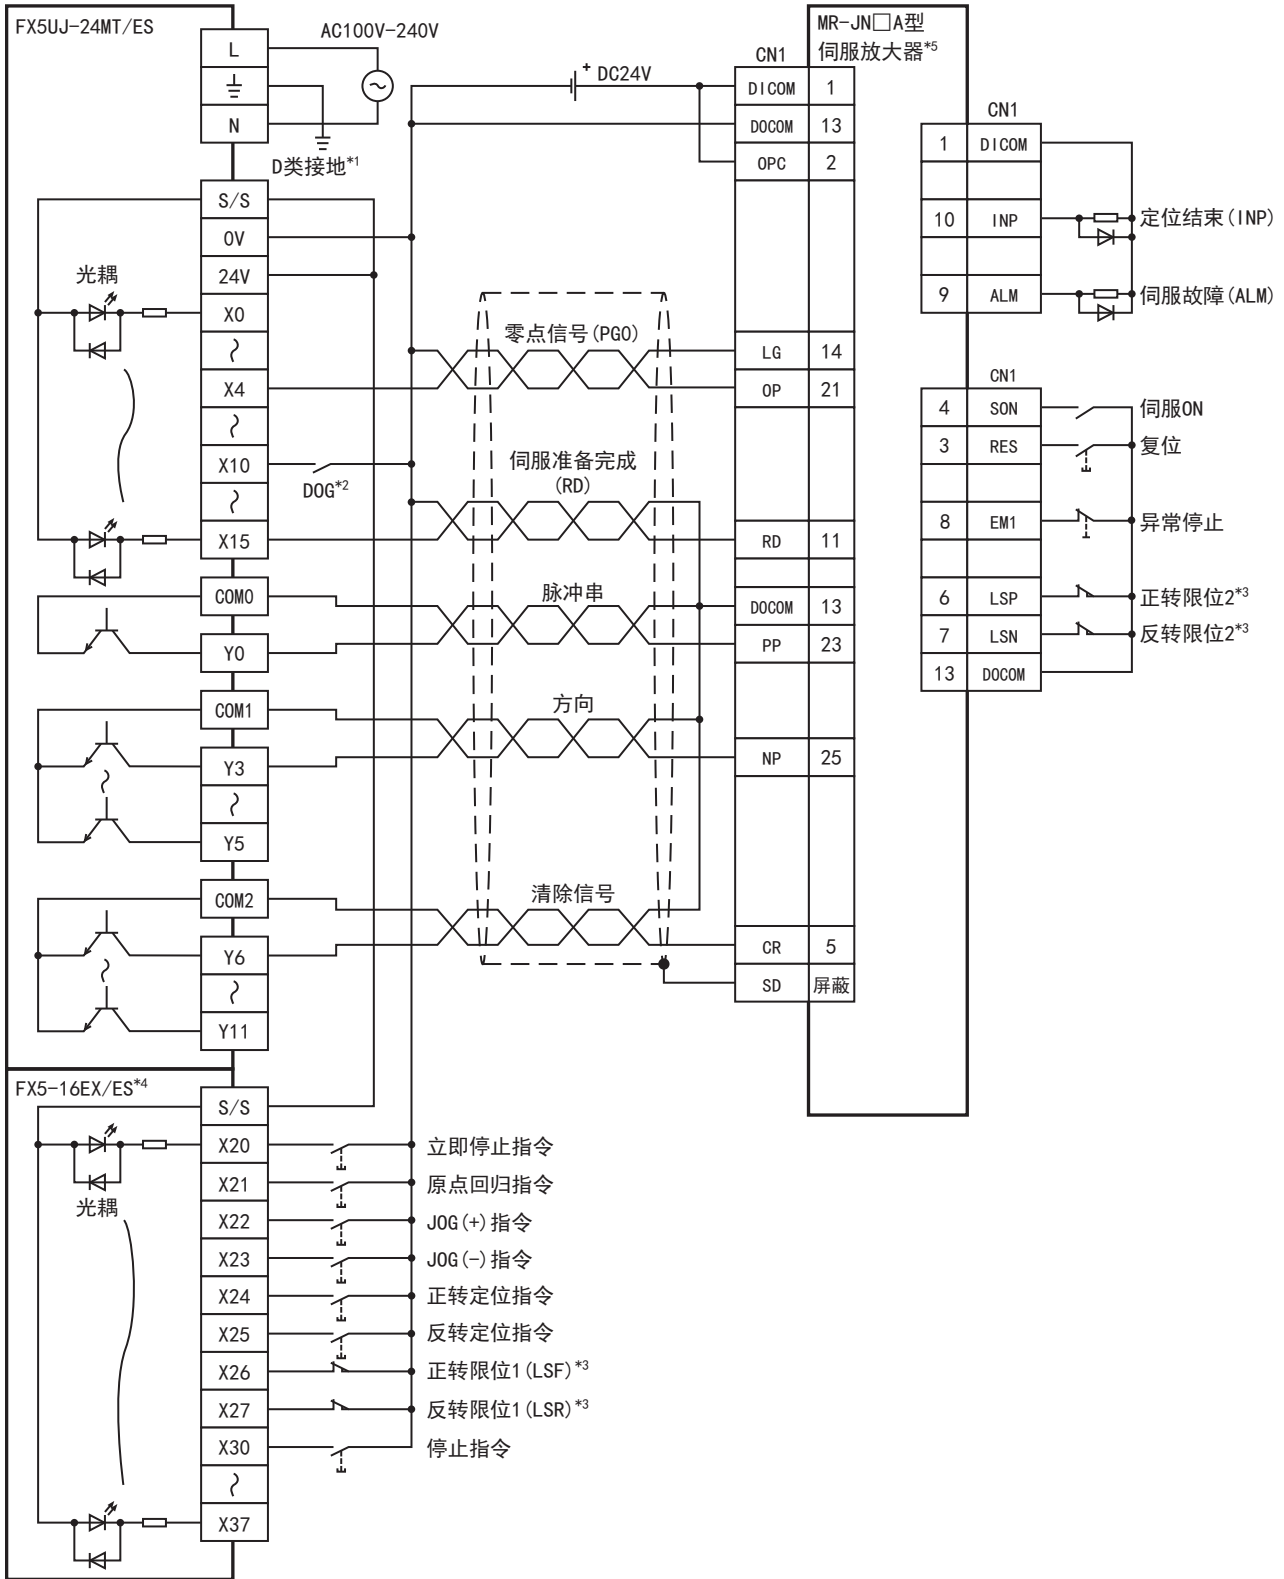 FX5UJ-24MT/ES
L
N
AC100V-240V
D类接地*1
S/S
0V
24V
X0
X4
X10
X15
COM0
Y0
COM1
Y3
Y5
COM2
Y6
Y11
光耦
DOG*2
+ DC24V
零点信号(PG0)
伺服准备完成
(RD)
脉冲串
方向
清除信号
MR-JN□A型
伺服放大器*5
CN1
DICOM 1
DOCOM 13
OPC 2
LG 14
OP 21
RD 11
DOCOM 13
PP 23
NP 25
CR 5
SD 屏蔽
CN1
1 DICOM
10 INP 定位结束(INP)
9 ALM 伺服故障(ALM)
CN1
4 SON 伺服ON
3 RES 复位
8 EM1 异常停止
6 LSP 正转限位2*3
7 LSN 反转限位2*3
13 DOCOM
FX5-16EX/ES*4
光耦
S/S
X20 立即停止指令
X21 原点回归指令
X22 JOG(+)指令
X23 JOG(-)指令
X24 正转定位指令
X25 反转定位指令
X26 正转限位1(LSF)*3
X27 反转限位1(LSR)*3
X30 停止指令
X37